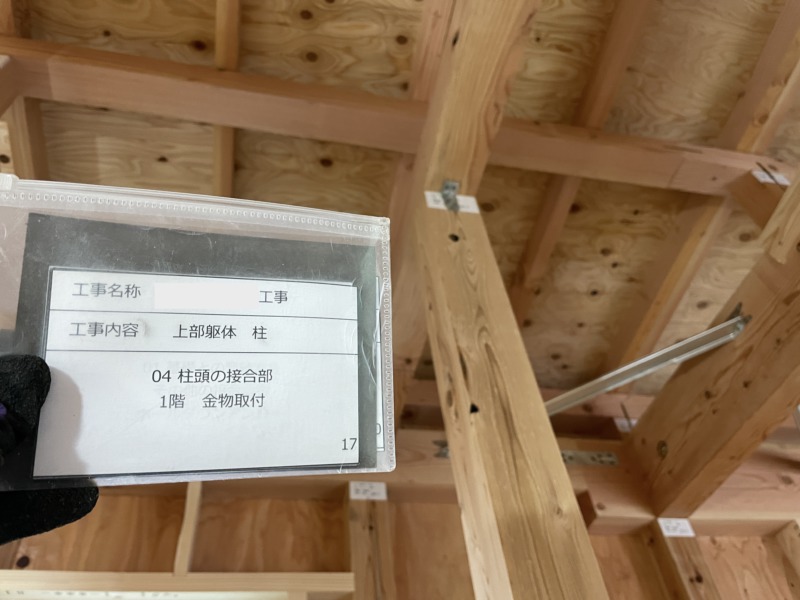 工事名称 工事
工事内容 上部躯体 柱
04 柱頭の接合部
1階 金物取付
17